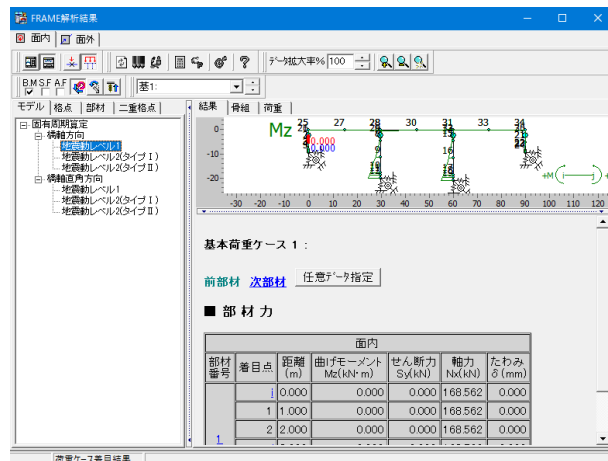 FRAME解析結果
面内 面外
データ拡大率% 100
B.M S.F A.F 基1:
モデル 格点 部材 二重格点
結果 骨組 荷重
固有周期算定
橋軸方向
地震動レベル1
地震動レベル2(タイプⅠ)
地震動レベル2(タイプⅡ)
橋軸直角方向
地震動レベル1
地震動レベル2(タイプⅠ)
地震動レベル2(タイプⅡ)
Mz 25 27 28 30 31 33 34
0
0.000
0.000
-10
-20
+M
-30 -20 -10 0 10 20 30 40 50 60 70 80 90 100 110 120
基本荷重ケース 1 :
前部材 次部材 任意データ指定
■ 部 材 力
面内
部材番号 着目点 距離(m) 曲げモーメント Mz(kN・m) せん断力 Sy(kN) 軸力 Nx(kN) たわみ δ(mm)
i 0.000 0.000 0.000 168.562 0.000
1 1.000 0.000 0.000 168.562 0.000
2 2.000 0.000 0.000 168.562 0.000
1
荷重ケース着目結果